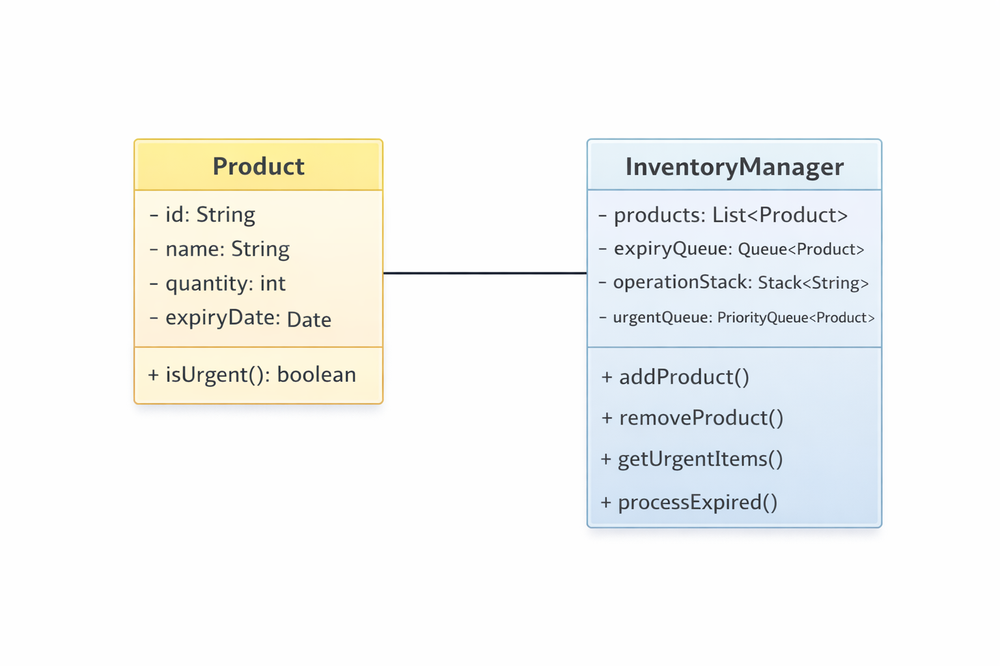 Product
- id: String
- name: String
- quantity: int
- expiryDate: Date
+ isUrgent(): boolean
InventoryManager
- products: List<Product>
- expiryQueue: Queue<Product>
- operationStack: Stack<String>
- urgentQueue: PriorityQueue<Product>
+ addProduct()
+ removeProduct()
+ getUrgentItems()
+ processExpired()